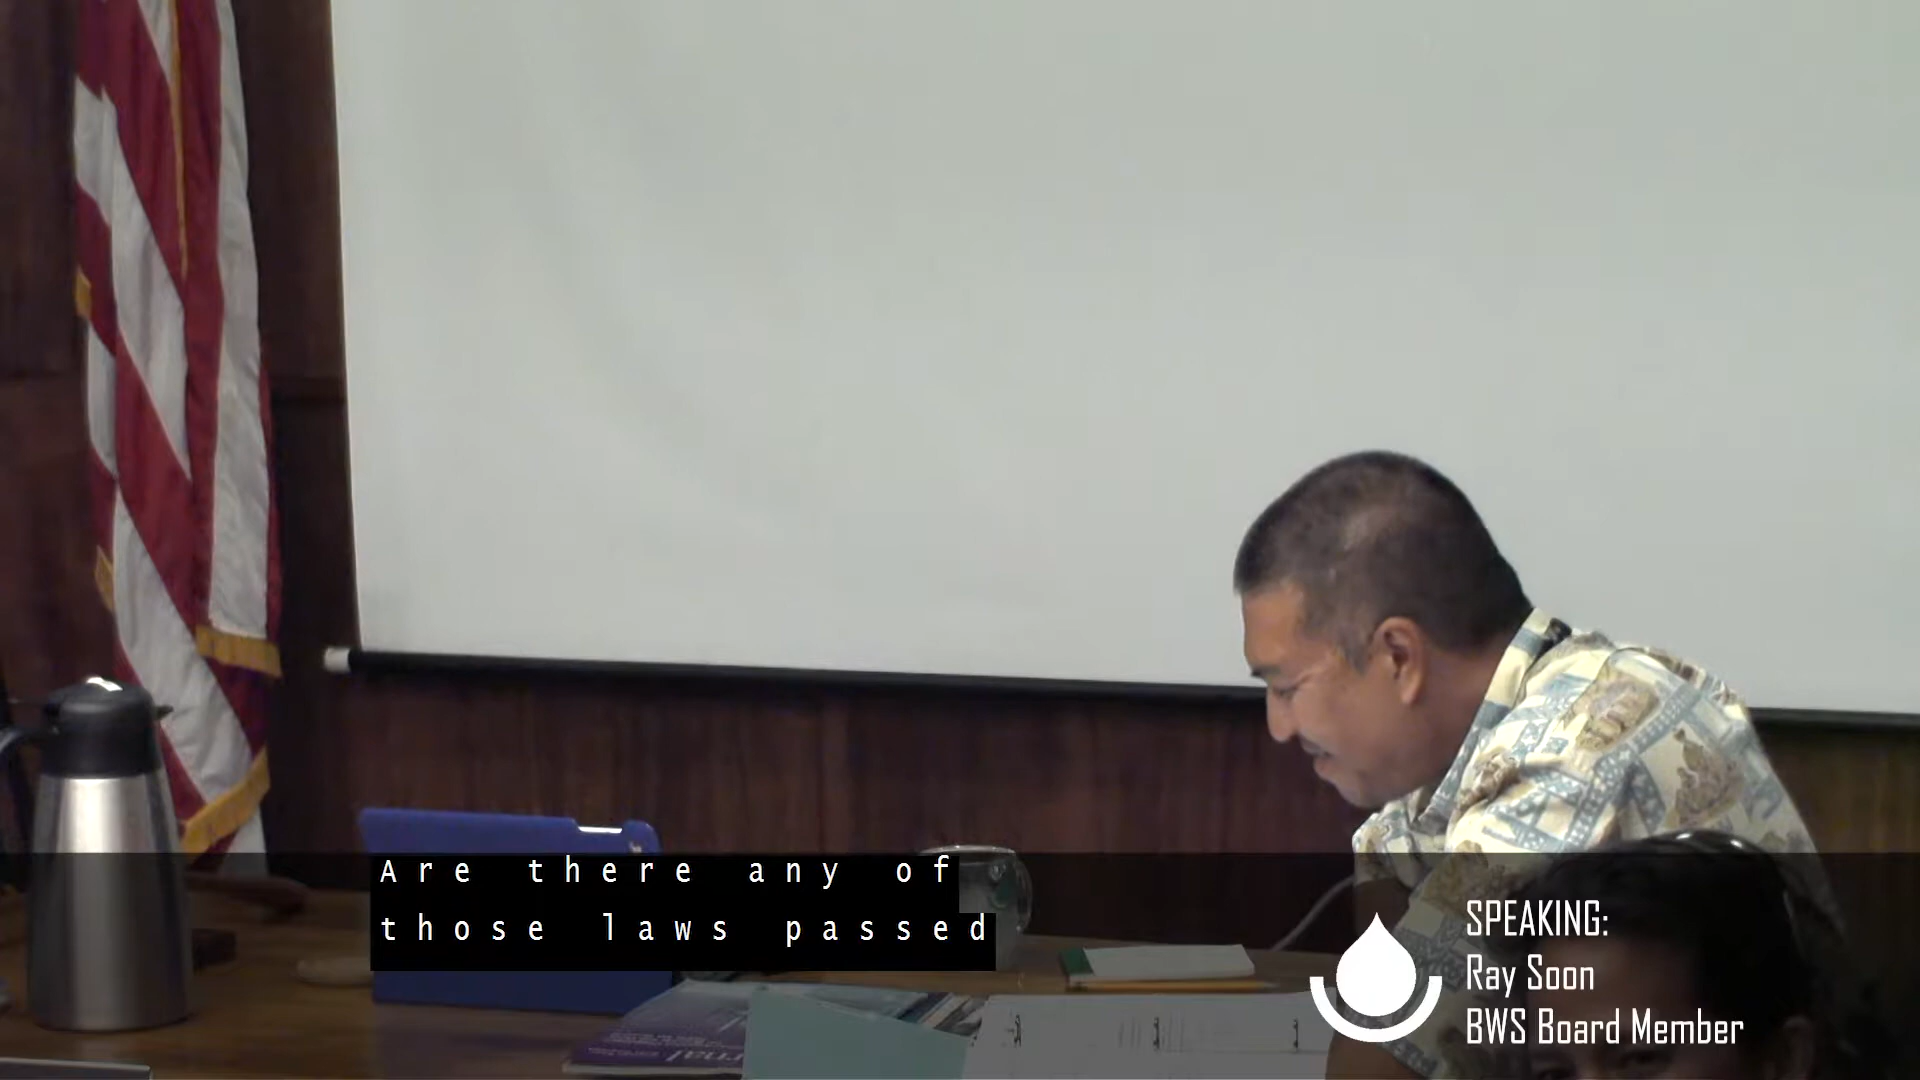 Are there any of
those laws passed
SPEAKING:
Ray Soon
BWS Board Member